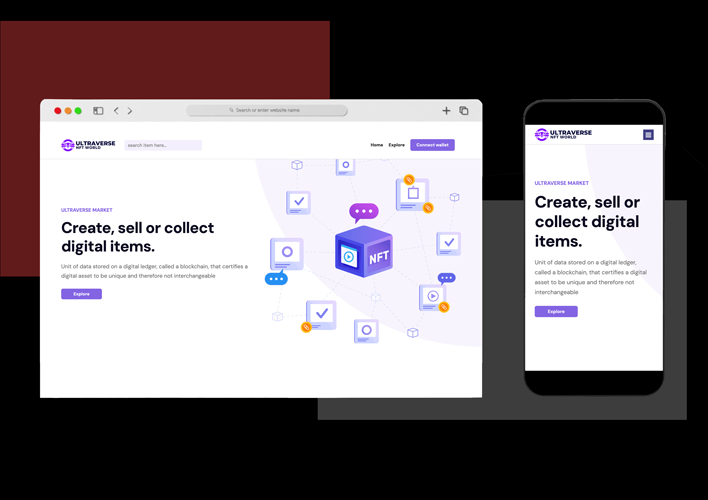 Search or enter website name
ULTRAVERSE
NFT WORLD
search item here..
Home
Explore
Connect wallet
ULTRAVERSE MARKET
Create, sell or collect
digital items.
Unit of data stored on a digital ledger, called a blockchain, that certifies a
digital asset to be unique and therefore not interchangeable
Explore
NFT
ULTRAVERSE
NFT WORLD
ULTRAVERSE MARKET
Create, sell or
collect digital
items.
Unit of data stored on a digital ledger,
called a blockchain, that certifies a digital
asset to be unique and therefore not
interchangeable
Explore